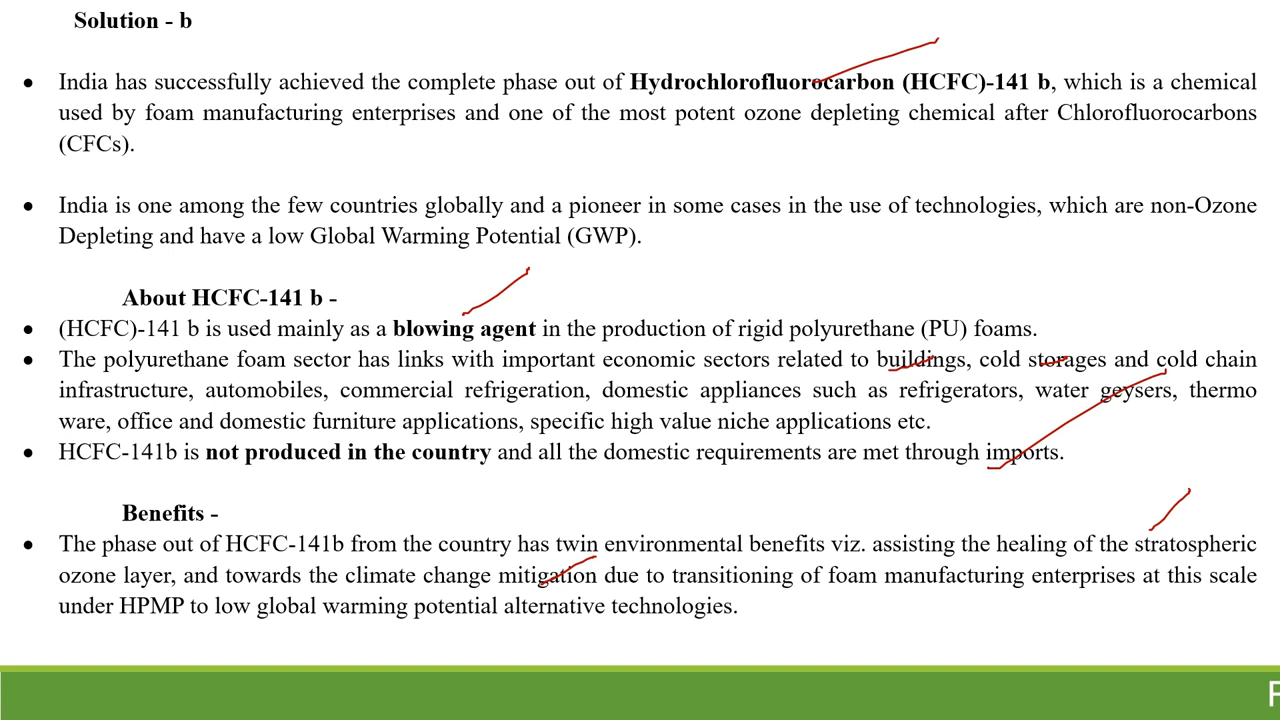 Solution - b
• India has successfully achieved the complete phase out of Hydrochlorofluorocarbon (HCFC)-141 b, which is a chemical
used by foam manufacturing enterprises and one of the most potent ozone depleting chemical after Chlorofluorocarbons
(CFCs).
• India is one among the few countries globally and a pioneer in some cases in the use of technologies, which are non-Ozone
Depleting and have a low Global Warming Potential (GWP).
About HCFC-141 b -
• (HCFC)-141 b is used mainly as a blowing agent in the production of rigid polyurethane (PU) foams.
• The polyurethane foam sector has links with important economic sectors related to buildings, cold storages and cold chain
infrastructure, automobiles, commercial refrigeration, domestic appliances such as refrigerators, water geysers, thermo
ware, office and domestic furniture applications, specific high value niche applications etc.
• HCFC-141b is not produced in the country and all the domestic requirements are met through imports.
Benefits -
• The phase out of HCFC-141b from the country has twin environmental benefits viz. assisting the healing of the stratospheric
ozone layer, and towards the climate change mitigation due to transitioning of foam manufacturing enterprises at this scale
under HPMP to low global warming potential alternative technologies.